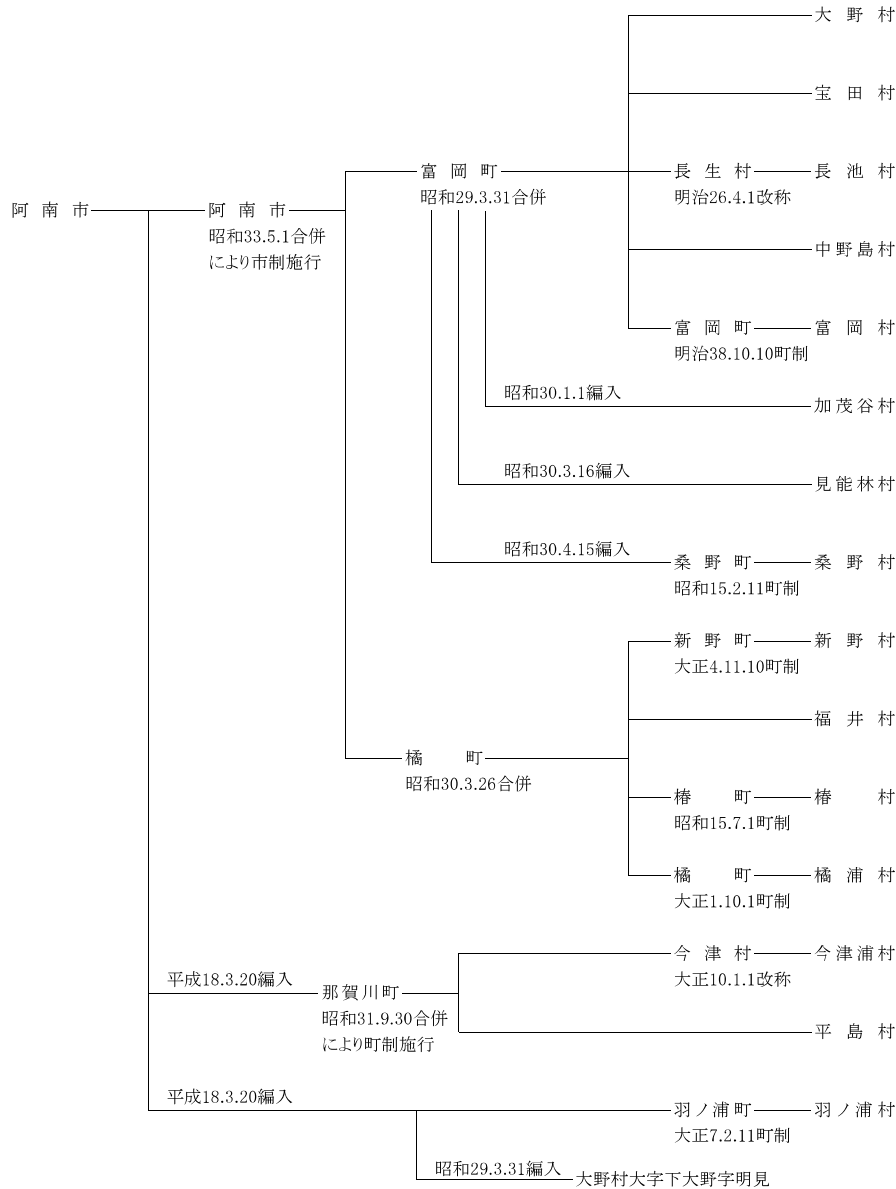 大野村
宝田村
富岡町
長生村
長池村
昭和29.3.31合併
明治26.4.1改称
阿南市
阿南市
昭和33.5.1合併
により市制施行
中野島村
富岡町
富岡村
明治38.10.10町制
昭和30.1.1編入
加茂谷村
昭和30.3.16編入
見能林村
昭和30.4.15編入
桑野町
桑野村
昭和15.2.11町制
新野町
新野村
大正4.11.10町制
福井村
橘町
昭和30.3.26合併
椿町
椿村
昭和15.7.1町制
橘町
橘浦村
大正1.10.1町制
今津村
今津浦村
大正10.1.1改称
平成18.3.20編入
那賀川町
昭和31.9.30合併
により町制施行
平島村
平成18.3.20編入
羽ノ浦町
羽ノ浦村
大正7.2.11町制
昭和29.3.31編入
大野村大字下大野字明見